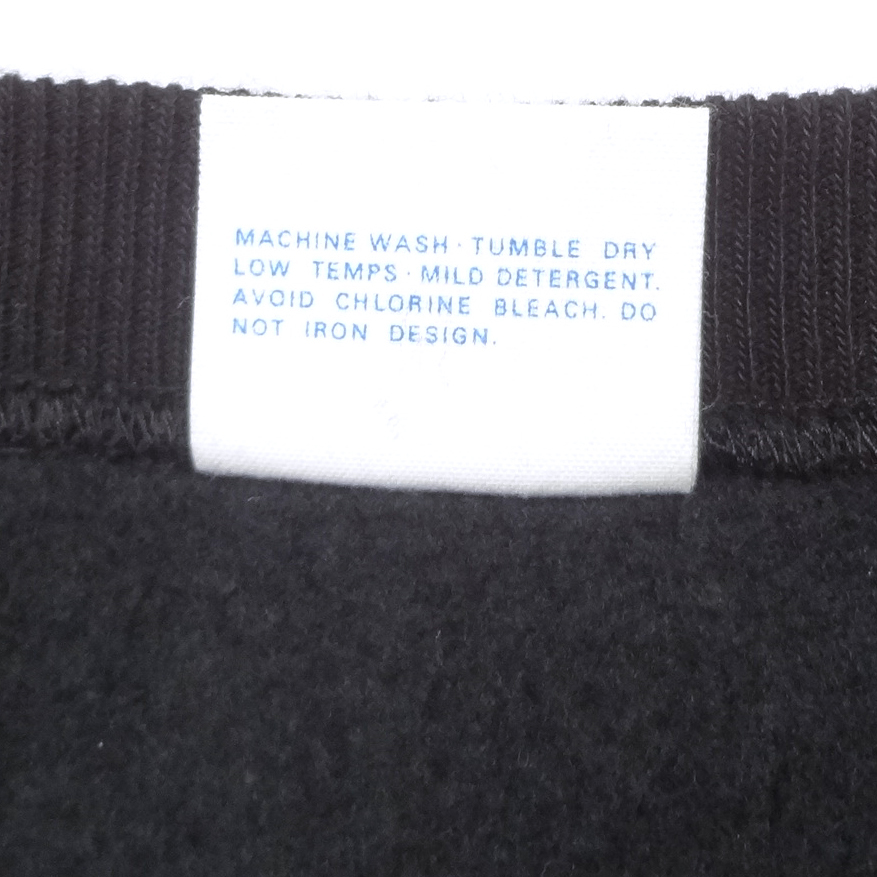 MACHINE WASH · TUMBLE DRY
LOW TEMPS · MILD DETERGENT.
AVOID CHLORINE BLEACH. DO
NOT IRON DESIGN.